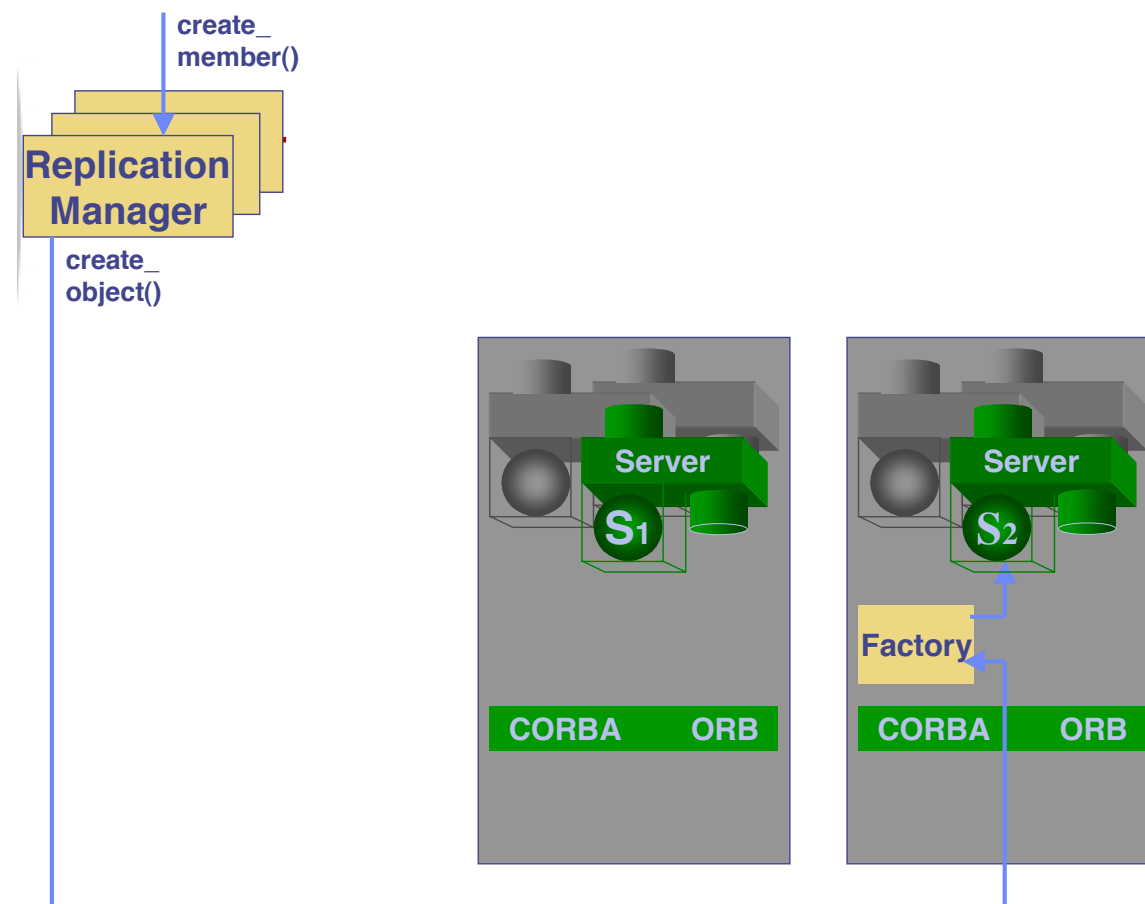 create_
member()
Replication
Manager
create_
object()
Server
S1
CORBA ORB
Server
S2
Factory
CORBA ORB